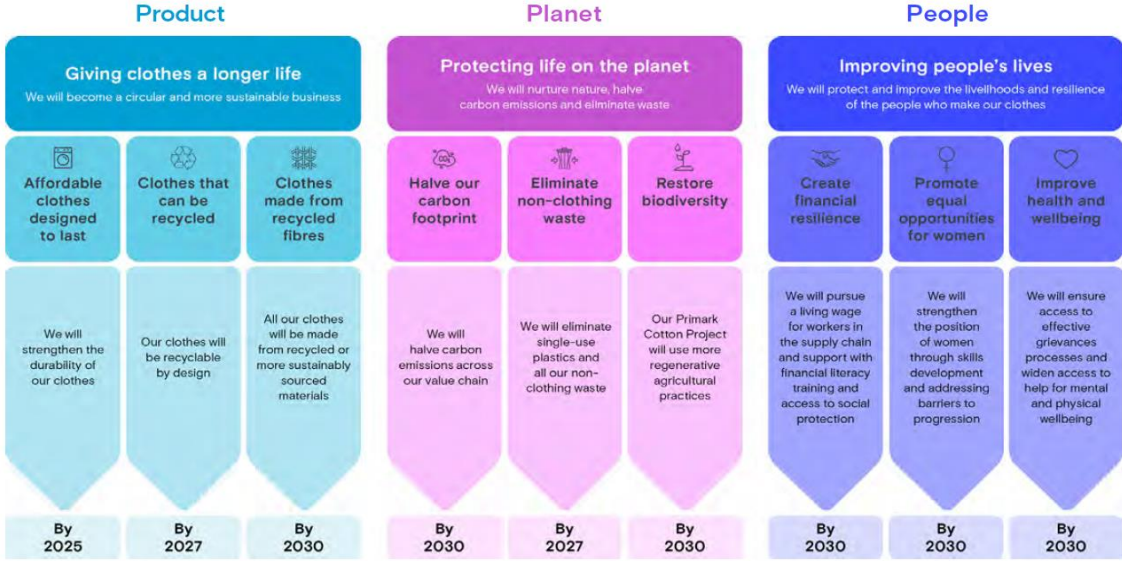 Product
Giving clothes a longer life
We will become a circular and more sustainable business
Affordable
clothes
designed
to last
We will
strengthen the
durability of
our clothes
By
2025
Clothes that
can be
recycled
Our clothes will
be recyclable
by design
By
2027
Clothes
made from
recycled
fibres
All our clothes
will be made
from recycled or
more sustainably
sourced
materials
By
2030
Planet
Protecting life on the planet
We will nurture nature, halve
carbon emissions and eliminate waste
CO₂
Halve our
carbon
footprint
We will
halve carbon
emissions across
our value chain
By
2030
Eliminate
non-clothing
waste
We will eliminate
single-use
plastics and
all our non-
clothing waste
By
2027
Restore
biodiversity
Our Primark
Cotton Project
will use more
regenerative
agricultural
practices
By
2030
People
Improving people's lives
We will protect and improve the livelihoods and resilience
of the people who make our clothes
Create
financial
resilience
We will pursue
a living wage
for workers in
the supply chain
and support with
financial literacy
training and
access to social
protection
By
2030
Promote
equal
opportunities
for women
We will
strengthen
the position
of women
through skills
development
and addressing
barriers to
progression
By
2030
Improve
health and
wellbeing
We will ensure
access to
effective
grievances
processes and
widen access to
help for mental
and physical
wellbeing
By
2030